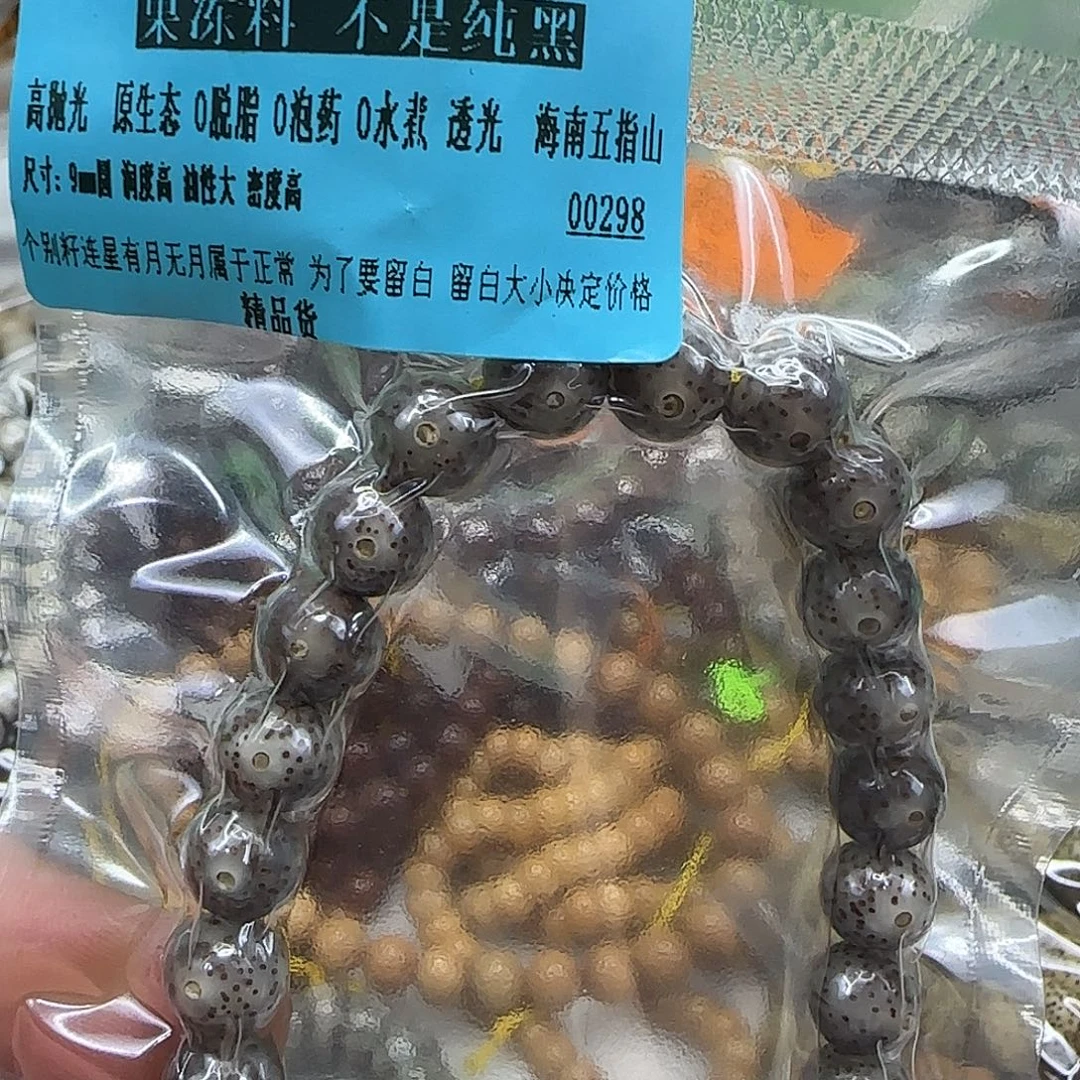 果涂料 不是纯黑
高抛光 原生态 0脱脂 0泡药 0水煮 透光 海南五指山
尺寸：9mm圆 润度高 油性大 密度高
00298
个别籽连星有月无月属于正常 为了要留白 留白大小决定价格
精品货